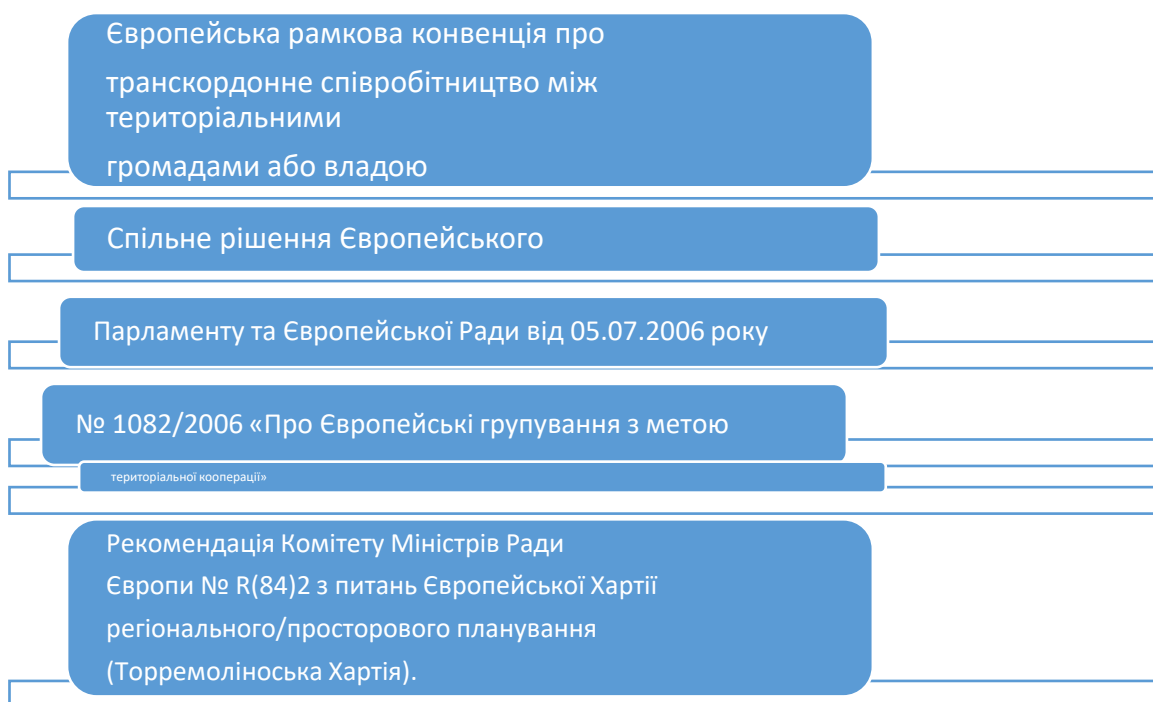 Європейська рамкова конвенція про
транскордонне співробітництво між
територіальними
громадами або владою
Спільне рішення Європейського
Парламенту та Європейської Ради від 05.07.2006 року
№ 1082/2006 «Про Європейські групування з метою
територіальної кооперації»
Рекомендація Комітету Міністрів Ради
Європи № R(84)2 з питань Європейської Хартії
регіонального/просторового планування
(Торремоліноська Хартія).